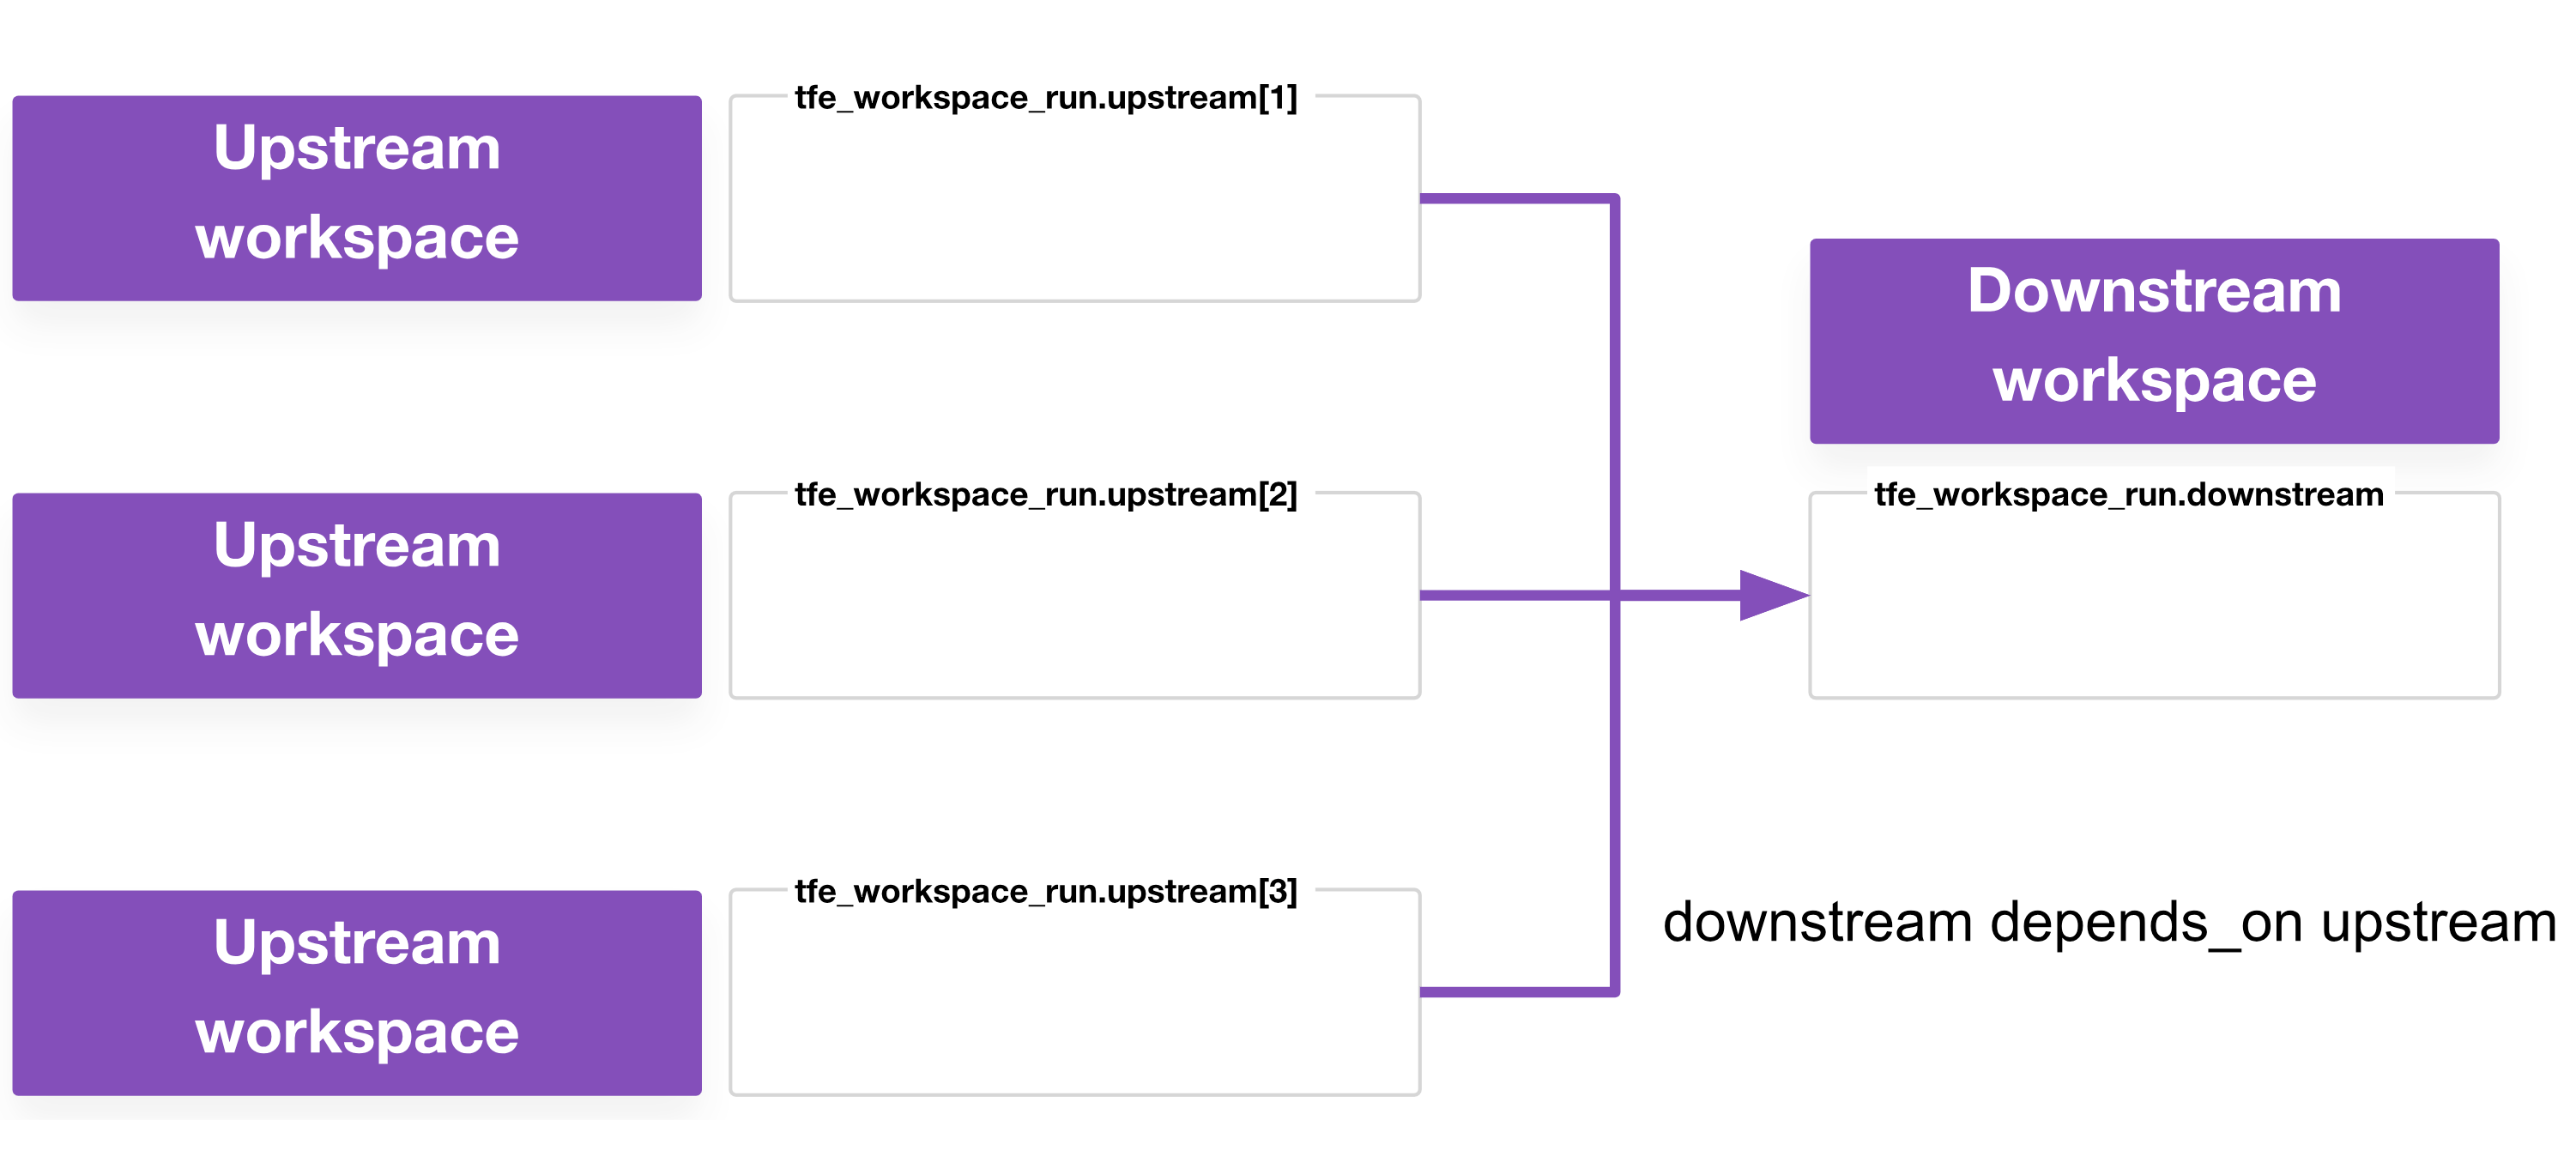 Upstream
workspace
tfe_workspace_run.upstream[1]
Upstream
workspace
tfe_workspace_run.upstream[2]
Upstream
workspace
tfe_workspace_run.upstream[3]
Downstream
workspace
tfe_workspace_run.downstream
downstream depends_on upstream